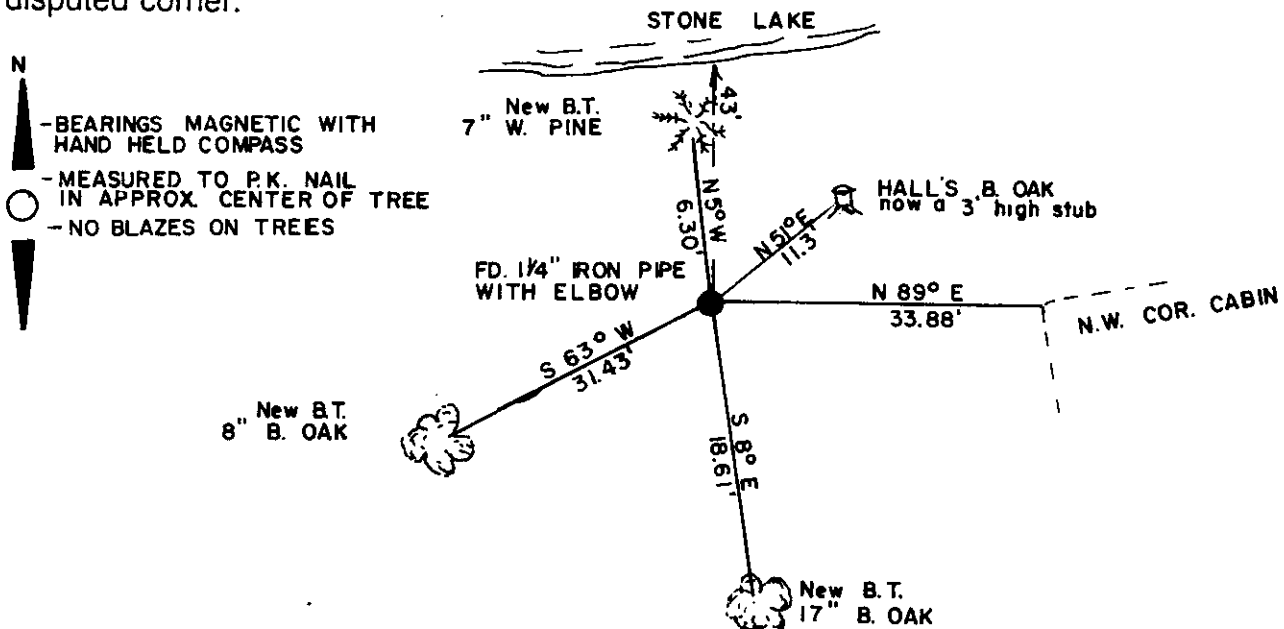 disputed corner.
STONE LAKE
N
-BEARINGS MAGNETIC WITH
HAND HELD COMPASS
-MEASURED TO P.K. NAIL
IN APPROX. CENTER OF TREE
-NO BLAZES ON TREES
New B.T.
7" W. PINE
43'
N 5° W
6.30'
HALL'S B. OAK
now a 3' high stub
N 51° E
11.3'
FD. 1¼" IRON PIPE
WITH ELBOW
N 89° E
33.88'
N.W. COR. CABIN
S 63° W
31.43'
New B.T.
8" B. OAK
S 8° E
18.61'
New B.T.
17" B. OAK